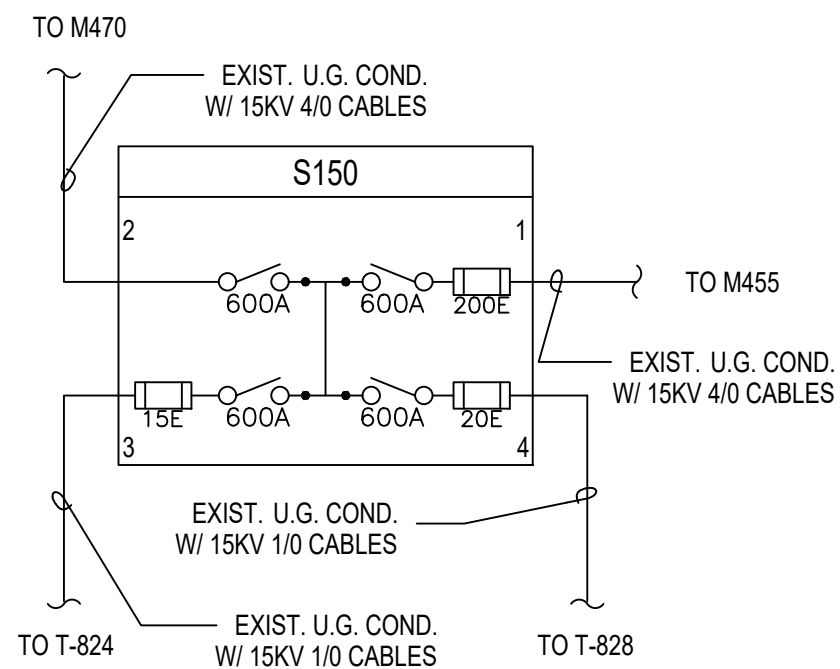 TO M470
EXIST. U.G. COND.
W/ 15KV 4/0 CABLES
S150
2
1
600A
600A
200E
TO M455
EXIST. U.G. COND.
W/ 15KV 4/0 CABLES
15E
600A
600A
20E
3
4
EXIST. U.G. COND.
W/ 15KV 1/0 CABLES
TO T-824
EXIST. U.G. COND.
W/ 15KV 1/0 CABLES
TO T-828